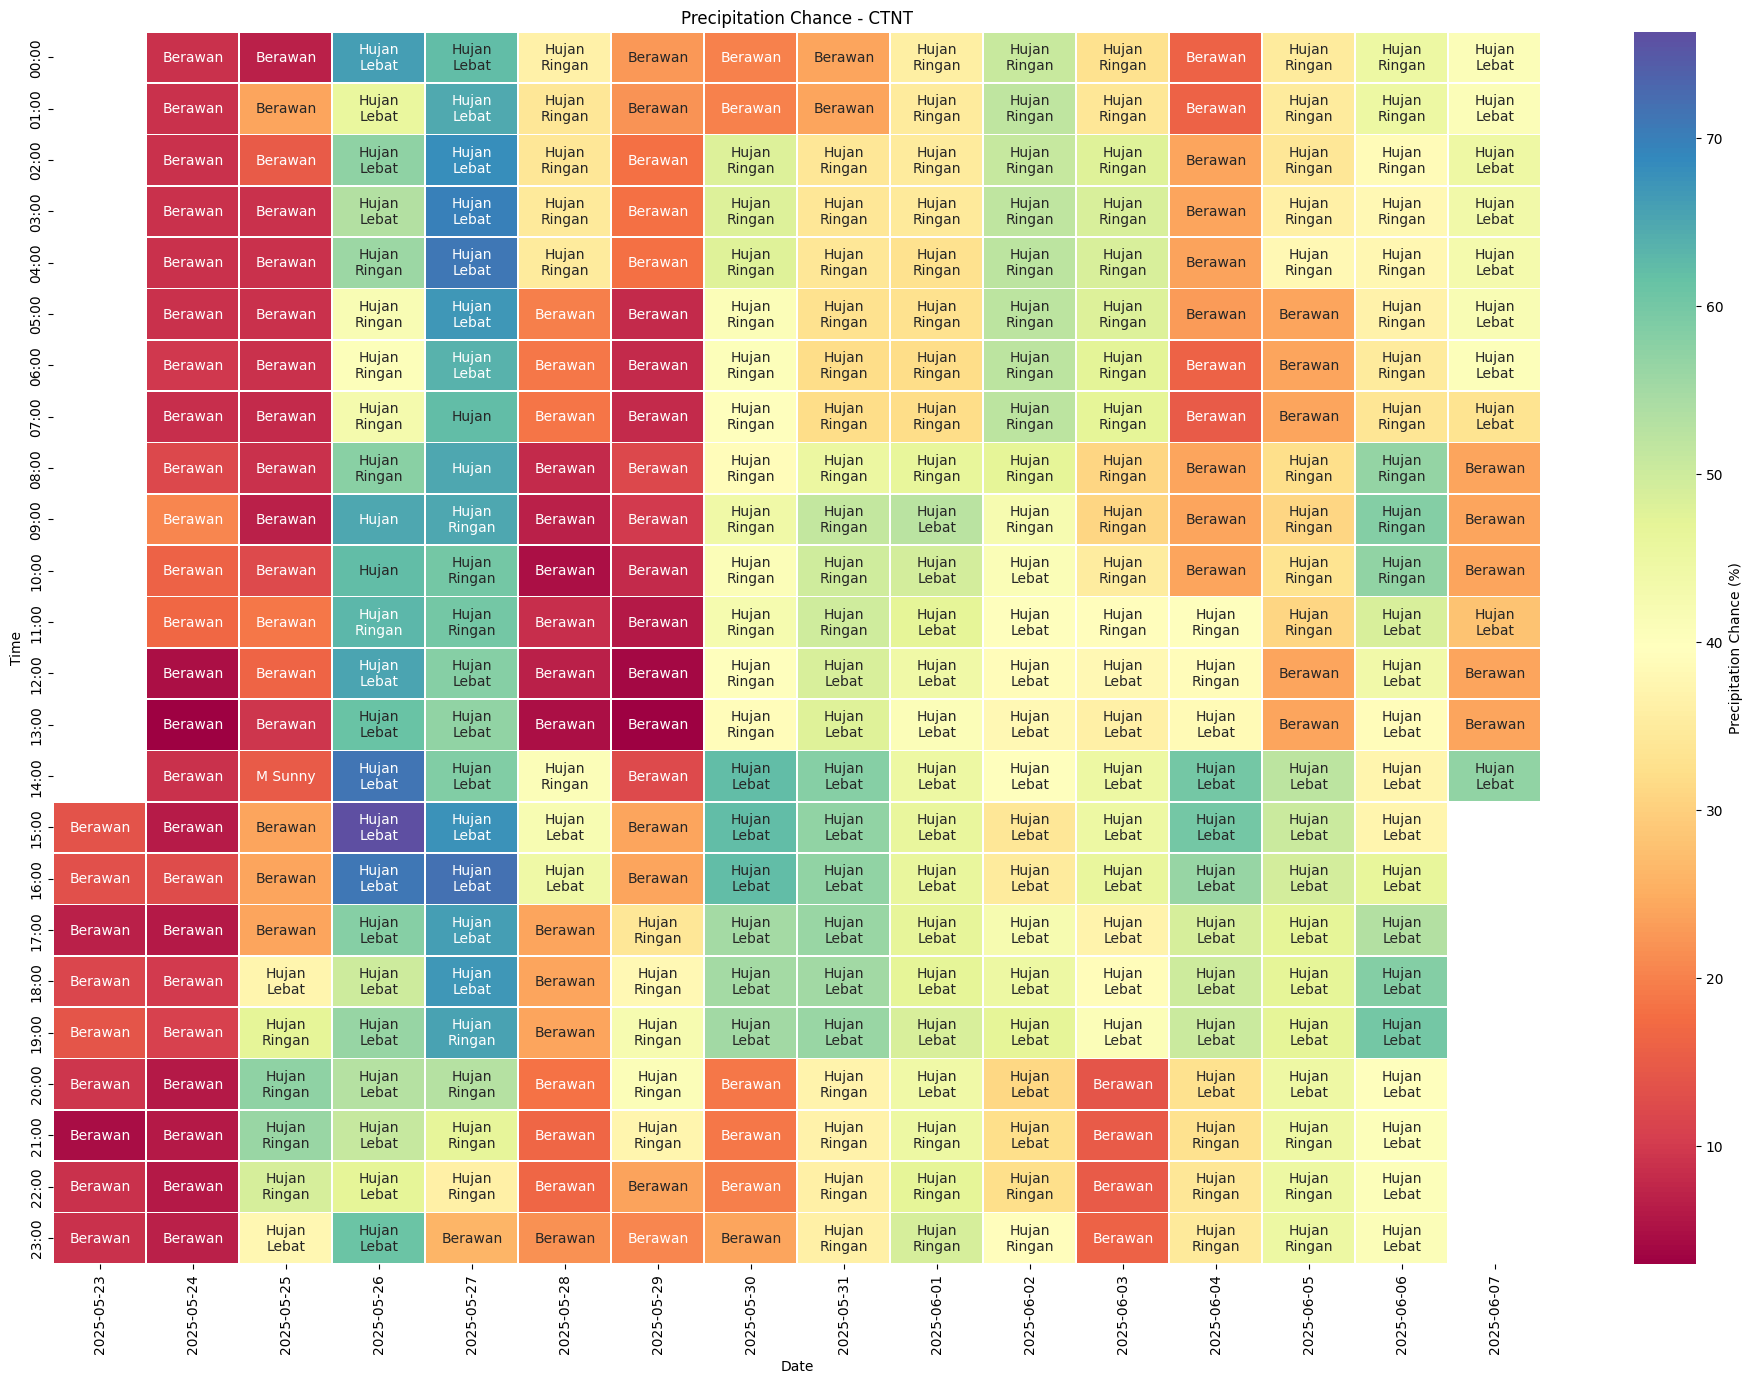 Precipitation Chance - CTNT
00:00 Berawan Berawan Hujan Lebat Hujan Lebat Hujan Ringan Berawan Berawan Berawan Hujan Ringan Hujan Ringan Hujan Ringan Berawan Hujan Ringan Hujan Ringan Hujan Lebat
01:00 Berawan Berawan Hujan Lebat Hujan Lebat Hujan Ringan Berawan Berawan Berawan Hujan Ringan Hujan Ringan Hujan Ringan Berawan Hujan Ringan Hujan Ringan Hujan Lebat
02:00 Berawan Berawan Hujan Lebat Hujan Lebat Hujan Ringan Berawan Hujan Ringan Hujan Ringan Hujan Ringan Hujan Ringan Hujan Ringan Berawan Hujan Ringan Hujan Ringan Hujan Lebat
03:00 Berawan Berawan Hujan Lebat Hujan Lebat Hujan Ringan Berawan Hujan Ringan Hujan Ringan Hujan Ringan Hujan Ringan Hujan Ringan Berawan Hujan Ringan Hujan Ringan Hujan Lebat
04:00 Berawan Berawan Hujan Ringan Hujan Lebat Hujan Ringan Berawan Hujan Ringan Hujan Ringan Hujan Ringan Hujan Ringan Hujan Ringan Berawan Hujan Ringan Hujan Ringan Hujan Lebat
05:00 Berawan Berawan Hujan Ringan Hujan Lebat Berawan Berawan Hujan Ringan Hujan Ringan Hujan Ringan Hujan Ringan Hujan Ringan Berawan Berawan Hujan Ringan Hujan Lebat
06:00 Berawan Berawan Hujan Ringan Hujan Lebat Berawan Berawan Hujan Ringan Hujan Ringan Hujan Ringan Hujan Ringan Hujan Ringan Berawan Berawan Hujan Ringan Hujan Lebat
07:00 Berawan Berawan Hujan Ringan Hujan Berawan Berawan Hujan Ringan Hujan Ringan Hujan Ringan Hujan Ringan Hujan Ringan Berawan Berawan Hujan Ringan Hujan Lebat
08:00 Berawan Berawan Hujan Ringan Hujan Berawan Berawan Hujan Ringan Hujan Ringan Hujan Ringan Hujan Ringan Hujan Ringan Berawan Hujan Ringan Hujan Ringan Berawan
09:00 Berawan Berawan Hujan Hujan Ringan Berawan Berawan Hujan Ringan Hujan Ringan Hujan Lebat Hujan Ringan Hujan Ringan Berawan Hujan Ringan Hujan Ringan Berawan
10:00 Berawan Berawan Hujan Hujan Ringan Berawan Berawan Hujan Ringan Hujan Ringan Hujan Lebat Hujan Lebat Hujan Ringan Berawan Hujan Ringan Hujan Ringan Berawan
11:00 Berawan Berawan Hujan Ringan Hujan Ringan Berawan Berawan Hujan Ringan Hujan Ringan Hujan Lebat Hujan Lebat Hujan Ringan Hujan Ringan Hujan Ringan Hujan Lebat Hujan Lebat
12:00 Berawan Berawan Hujan Lebat Hujan Lebat Berawan Berawan Hujan Ringan Hujan Lebat Hujan Lebat Hujan Lebat Hujan Lebat Hujan Ringan Berawan Hujan Lebat Berawan
13:00 Berawan Berawan Hujan Lebat Hujan Lebat Berawan Berawan Hujan Ringan Hujan Lebat Hujan Lebat Hujan Lebat Hujan Lebat Hujan Lebat Berawan Hujan Lebat Berawan
14:00 Berawan M Sunny Hujan Lebat Hujan Lebat Hujan Ringan Berawan Hujan Lebat Hujan Lebat Hujan Lebat Hujan Lebat Hujan Lebat Hujan Lebat Hujan Lebat Hujan Lebat Hujan Lebat
15:00 Berawan Berawan Berawan Hujan Lebat Hujan Lebat Hujan Lebat Berawan Hujan Lebat Hujan Lebat Hujan Lebat Hujan Lebat Hujan Lebat Hujan Lebat Hujan Lebat Hujan Lebat
16:00 Berawan Berawan Berawan Hujan Lebat Hujan Lebat Hujan Lebat Berawan Hujan Lebat Hujan Lebat Hujan Lebat Hujan Lebat Hujan Lebat Hujan Lebat Hujan Lebat Hujan Lebat
17:00 Berawan Berawan Berawan Hujan Lebat Hujan Lebat Berawan Hujan Ringan Hujan Lebat Hujan Lebat Hujan Lebat Hujan Lebat Hujan Lebat Hujan Lebat Hujan Lebat Hujan Lebat
18:00 Berawan Berawan Hujan Lebat Hujan Lebat Hujan Lebat Berawan Hujan Ringan Hujan Lebat Hujan Lebat Hujan Lebat Hujan Lebat Hujan Lebat Hujan Lebat Hujan Lebat Hujan Lebat
19:00 Berawan Berawan Hujan Ringan Hujan Lebat Hujan Ringan Berawan Hujan Ringan Hujan Lebat Hujan Lebat Hujan Lebat Hujan Lebat Hujan Lebat Hujan Lebat Hujan Lebat Hujan Lebat
20:00 Berawan Berawan Hujan Ringan Hujan Lebat Hujan Ringan Berawan Hujan Ringan Berawan Hujan Ringan Hujan Lebat Hujan Lebat Berawan Hujan Lebat Hujan Lebat Hujan Lebat
21:00 Berawan Berawan Hujan Ringan Hujan Lebat Hujan Ringan Berawan Hujan Ringan Berawan Hujan Ringan Hujan Ringan Hujan Lebat Berawan Hujan Ringan Hujan Ringan Hujan Lebat
22:00 Berawan Berawan Hujan Ringan Hujan Lebat Hujan Ringan Berawan Berawan Berawan Hujan Ringan Hujan Ringan Hujan Ringan Berawan Hujan Ringan Hujan Ringan Hujan Lebat
23:00 Berawan Berawan Hujan Lebat Hujan Lebat Berawan Berawan Berawan Berawan Hujan Ringan Hujan Ringan Hujan Ringan Berawan Hujan Ringan Hujan Ringan Hujan Lebat
Time
2025-05-23 2025-05-24 2025-05-25 2025-05-26 2025-05-27 2025-05-28 2025-05-29 2025-05-30 2025-05-31 2025-06-01 2025-06-02 2025-06-03 2025-06-04 2025-06-05 2025-06-06 2025-06-07
Date
70
60
50
40
30
20
10
Precipitation Chance (%)